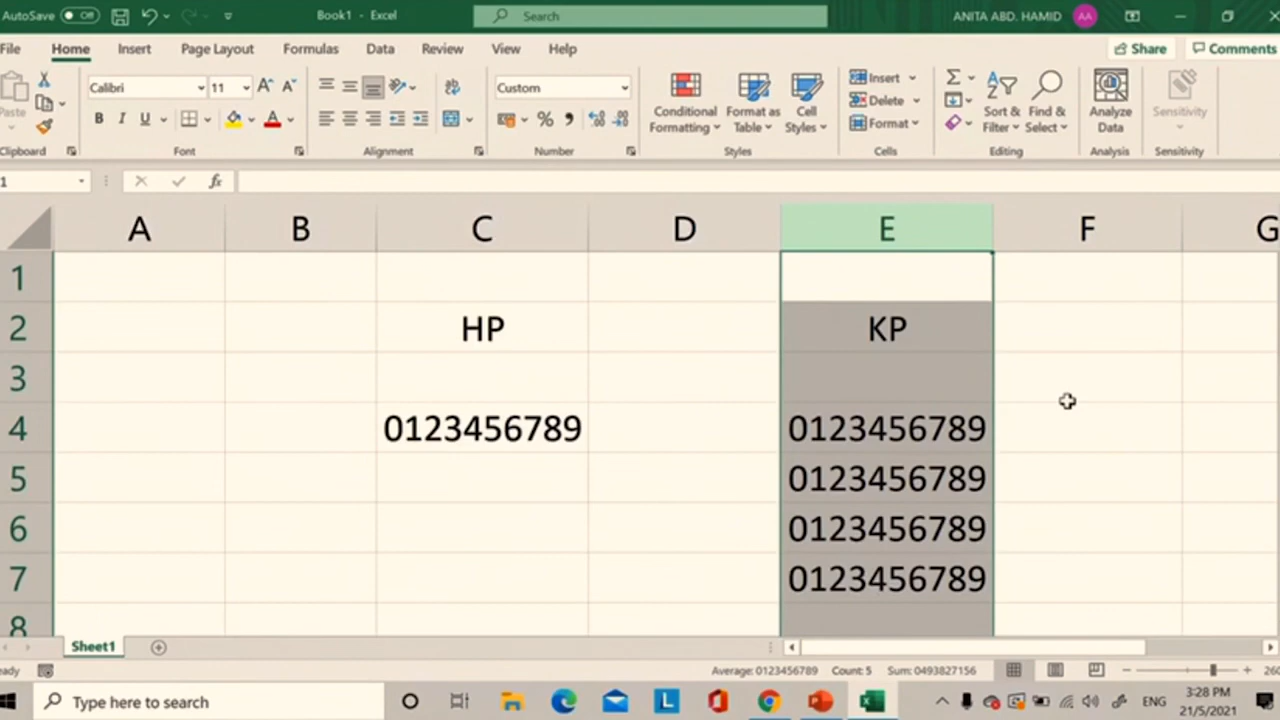 AutoSave Off Book1 - Excel Search ANITA ABD. HAMID AA
File Home Insert Page Layout Formulas Data Review View Help Share Comments
Paste Calibri 11 Custom Conditional Formatting Format as Table Cell Styles Insert Delete Format Sort & Filter Find & Select Analyze Data Sensitivity
Clipboard Font Alignment Number Styles Cells Editing Analysis Sensitivity
1 fx
A B C D E F G
1
2 HP KP
3
4 0123456789 0123456789
5 0123456789
6 0123456789
7 0123456789
8
Sheet1
Average: 0123456789 Count: 5 Sum: 0493827156
Type here to search L ENG 3:28 PM
21/5/2021